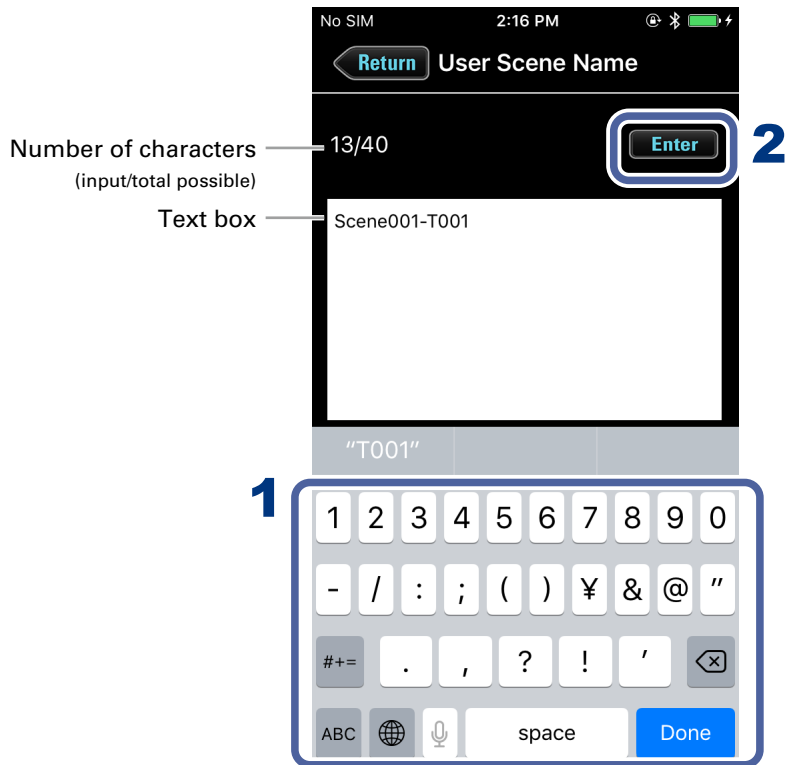 No SIM 2:16 PM
Return User Scene Name
Number of characters 13/40 Enter 2
(input/total possible)
Text box Scene001-T001
“T001”
1
1 2 3 4 5 6 7 8 9 0
- / : ; ( ) ¥ & @ "
#+= . , ? ! '
ABC space Done